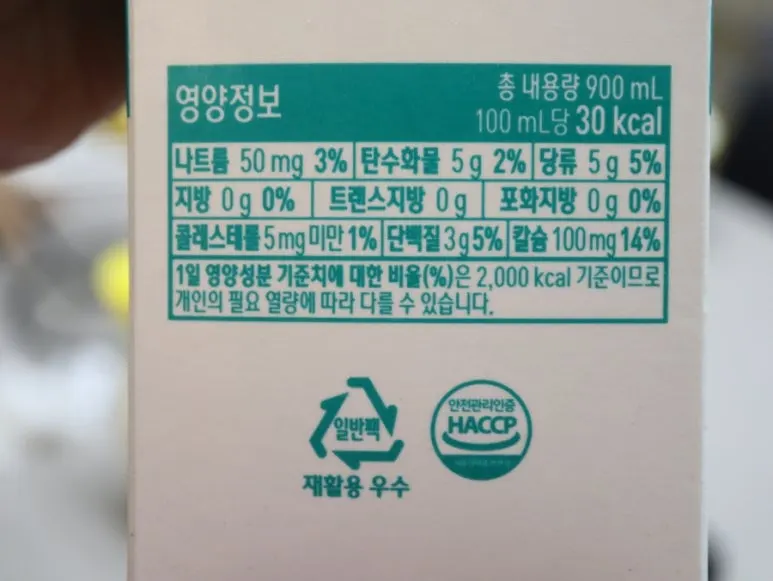 영양정보
총 내용량 900 mL
100 mL당 30 kcal
나트륨 50 mg 3% 탄수화물 5 g 2% 당류 5 g 5%
지방 0 g 0% 트랜스지방 0 g 포화지방 0 g 0%
콜레스테롤 5 mg 미만 1% 단백질 3 g 5% 칼슘 100 mg 14%
1일 영양성분 기준치에 대한 비율(%)은 2,000 kcal 기준이므로
개인의 필요 열량에 따라 다를 수 있습니다.
일반팩
재활용 우수
안전관리인증
HACCP